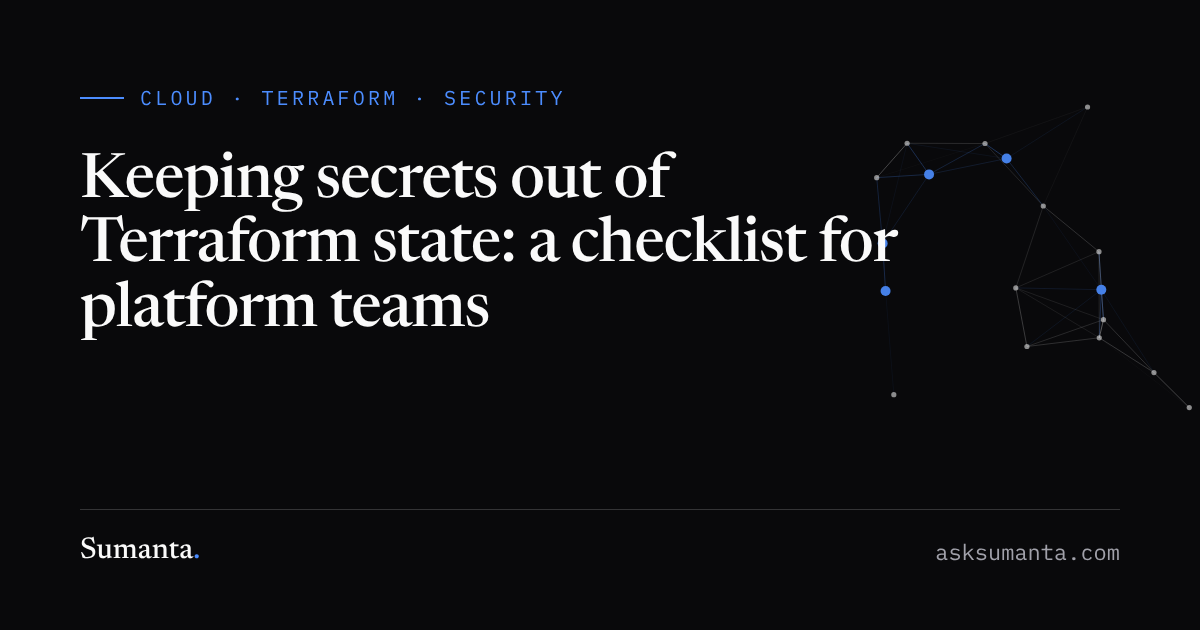 CLOUD · TERRAFORM · SECURITY
Keeping secrets out of
Terraform state: a checklist for
platform teams
Sumanta.
asksumanta.com